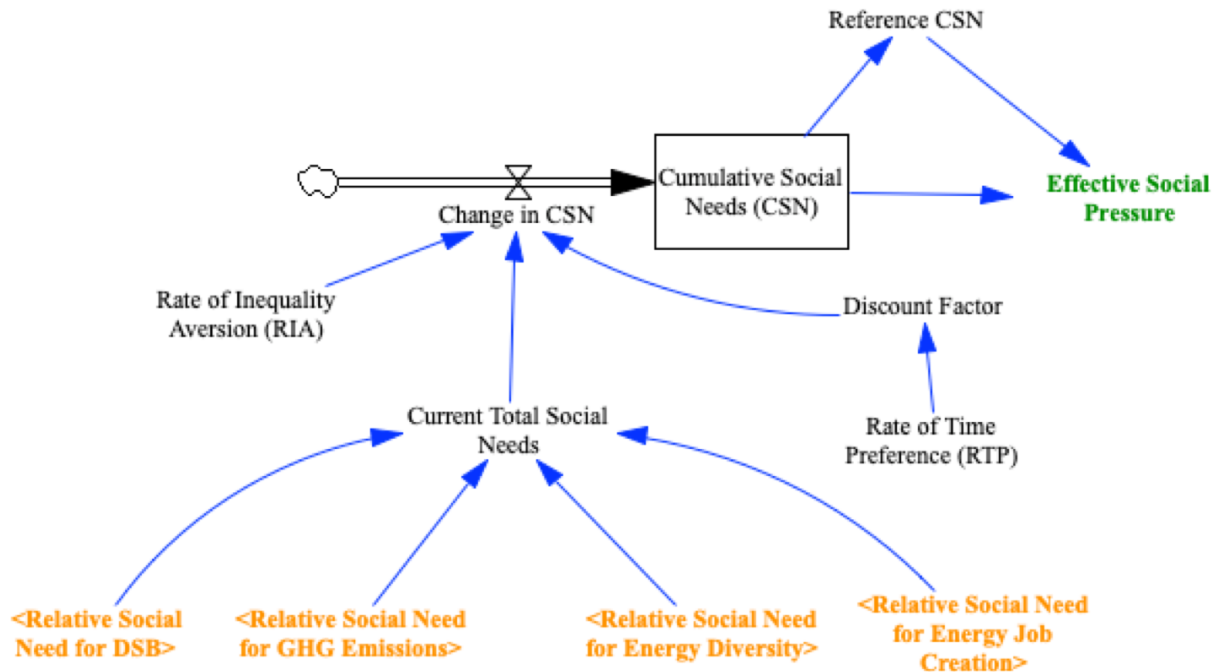 Reference CSN
Cumulative Social
Needs (CSN)
Effective Social
Pressure
Change in CSN
Rate of Inequality
Aversion (RIA)
Discount Factor
Current Total Social
Needs
Rate of Time
Preference (RTP)
<Relative Social
Need for DSB>
<Relative Social Need
for GHG Emissions>
<Relative Social Need
for Energy Diversity>
<Relative Social Need
for Energy Job
Creation>